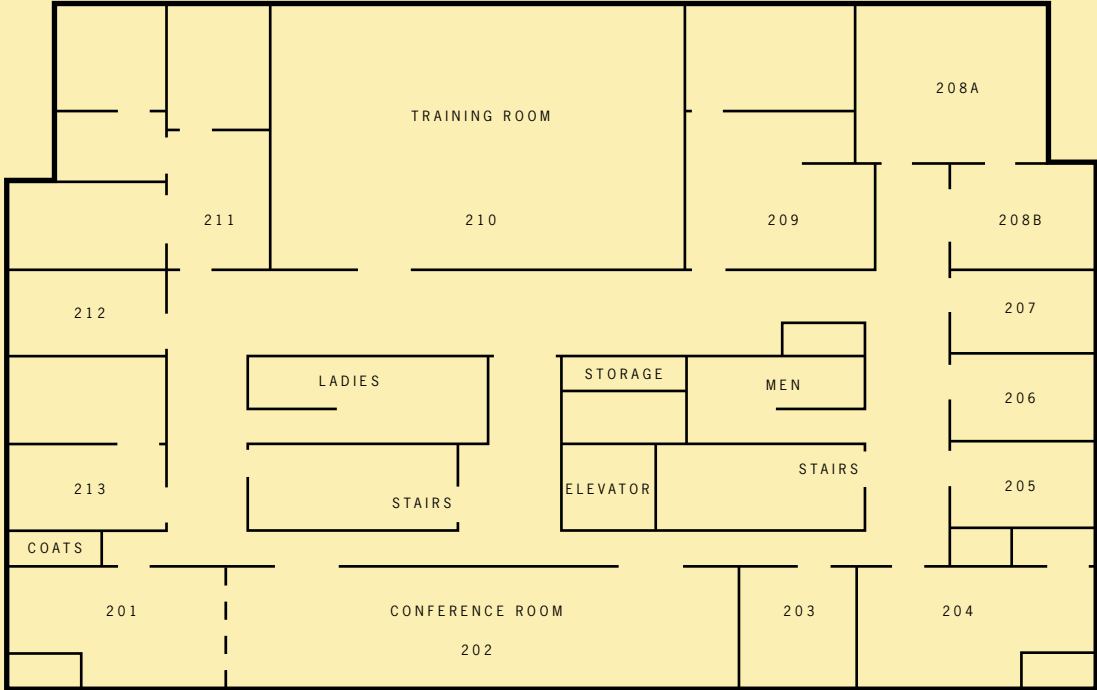 208A
TRAINING ROOM
211
210
209
208B
212
207
LADIES
STORAGE
MEN
206
213
STAIRS
ELEVATOR
STAIRS
205
COATS
201
CONFERENCE ROOM
202
203
204